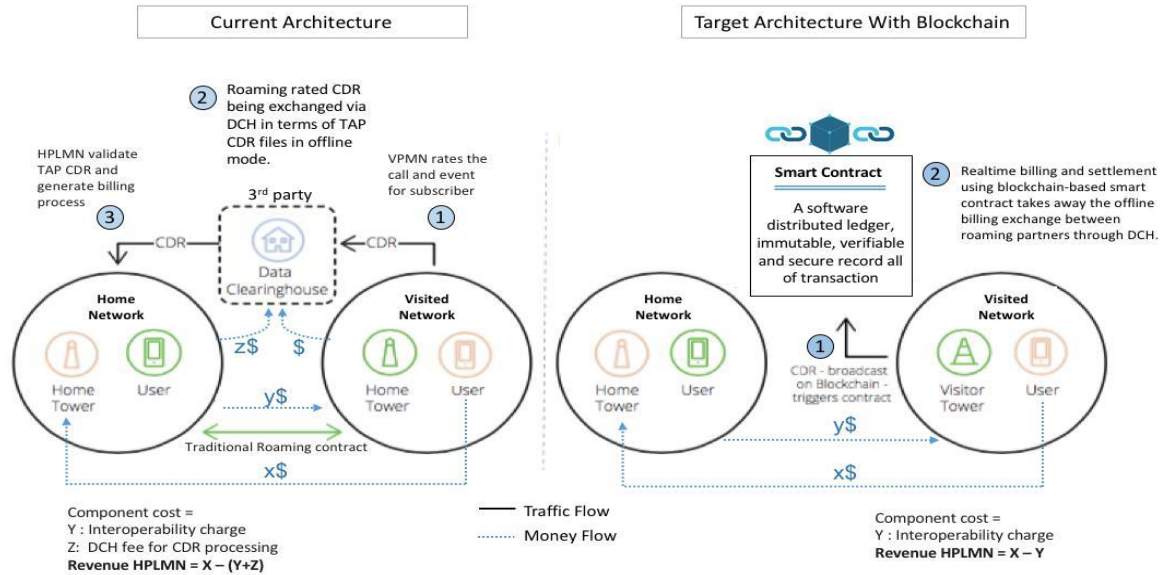 Current Architecture
2
Roaming rated CDR
being exchanged via
DCH in terms of TAP
CDR files in offline
mode.
HPLMN validate
TAP CDR and
generate billing
process
3
VPMN rates the
call and event
for subscriber
1
3rd party
CDR
CDR
Data
Clearinghouse
Home
Network
Home
Tower
User
Visited
Network
Home
Tower
User
z$
$
y$
Traditional Roaming contract
x$
Component cost =
Y : Interoperability charge
Z: DCH fee for CDR processing
Revenue HPLMN = X – (Y+Z)
Traffic Flow
Money Flow
Target Architecture With Blockchain
Smart Contract
A software
distributed ledger,
immutable, verifiable
and secure record all
of transaction
2
Realtime billing and settlement
using blockchain-based smart
contract takes away the offline
billing exchange between
roaming partners through DCH.
Home
Network
Home
Tower
User
1
CDR - broadcast
on Blockchain -
triggers contract
Visited
Network
Visitor
Tower
User
y$
x$
Component cost =
Y : Interoperability charge
Revenue HPLMN = X – Y